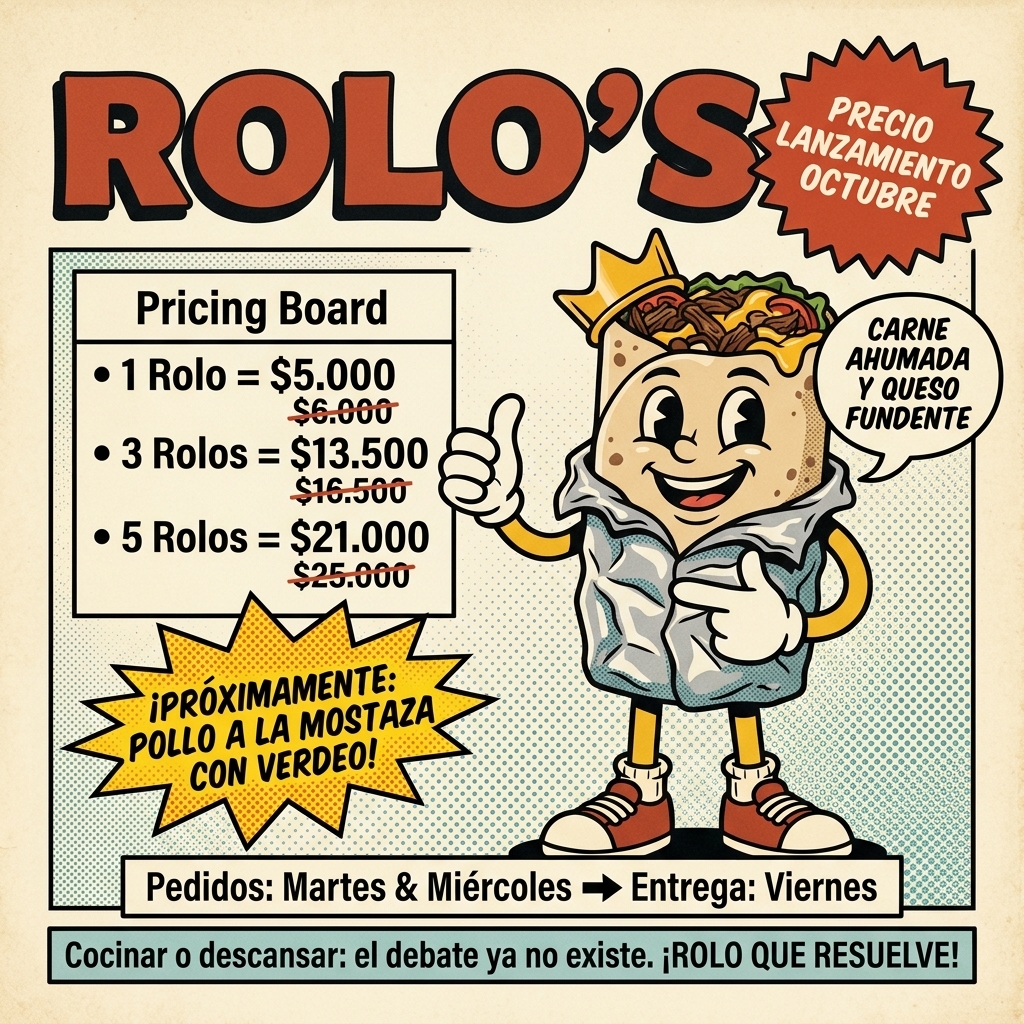 ROLO'S
PRECIO
LANZAMIENTO
OCTUBRE
Pricing Board
• 1 Rolo = $5.000
$6.000
• 3 Rolos = $13.500
$16.500
• 5 Rolos = $21.000
$25.000
CARNE
AHUMADA
Y QUESO
FUNDENTE
¡PRÓXIMAMENTE:
POLLO A LA MOSTAZA
CON VERDEO!
Pedidos: Martes & Miércoles ➡ Entrega: Viernes
Cocinar o descansar: el debate ya no existe. ¡ROLO QUE RESUELVE!